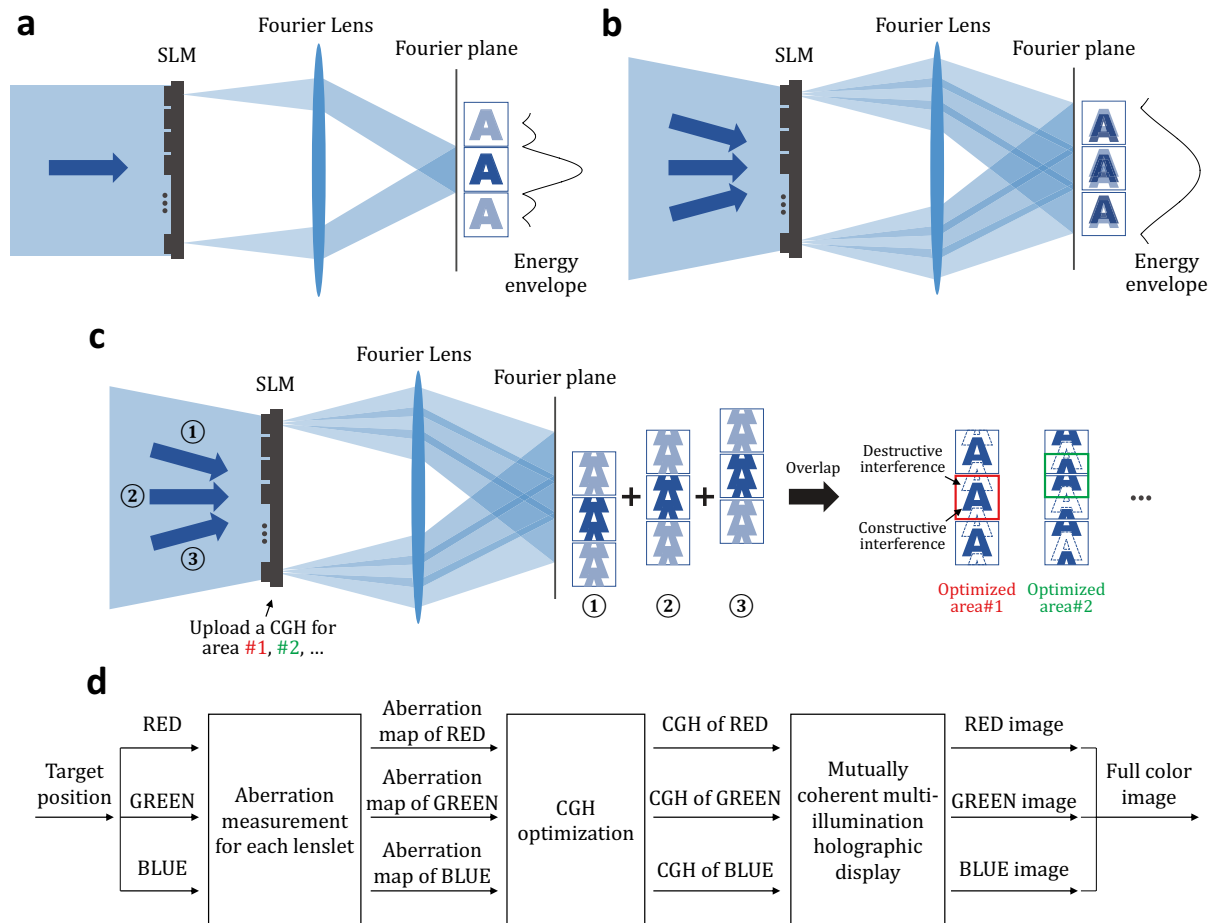 a
SLM
Fourier Lens
Fourier plane
A
A
A
Energy
envelope
b
SLM
Fourier Lens
Fourier plane
A
A
A
Energy
envelope
c
SLM
Fourier Lens
Fourier plane
①
②
③
Upload a CGH for
area #1, #2, ...
+
+
①
②
③
Overlap
Destructive
interference
Constructive
interference
A
A
A
A
A
A
A
...
Optimized
area#1
Optimized
area#2
d
Target
position
RED
GREEN
BLUE
Aberration
measurement
for each lenslet
Aberration
map of RED
Aberration
map of GREEN
Aberration
map of BLUE
CGH
optimization
CGH of RED
CGH of GREEN
CGH of BLUE
Mutually
coherent multi-
illumination
holographic
display
RED image
GREEN image
BLUE image
Full color
image